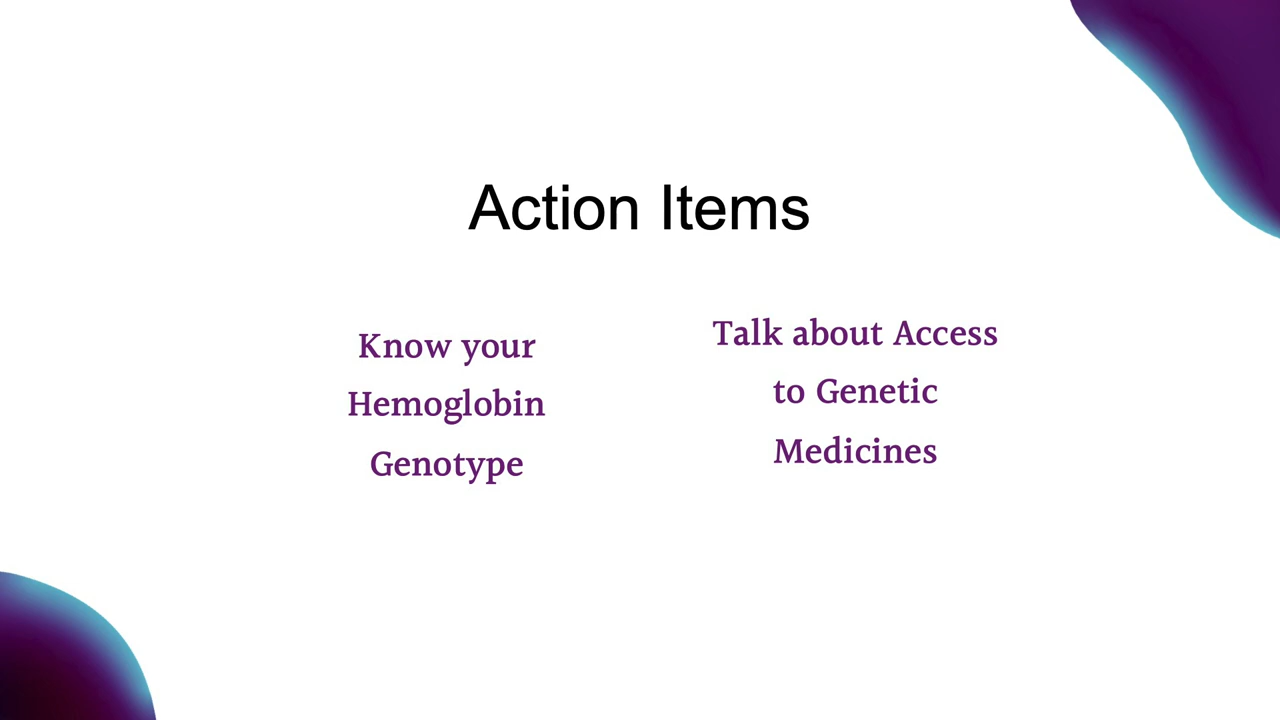 Action Items
Know your
Hemoglobin
Genotype
Talk about Access
to Genetic
Medicines